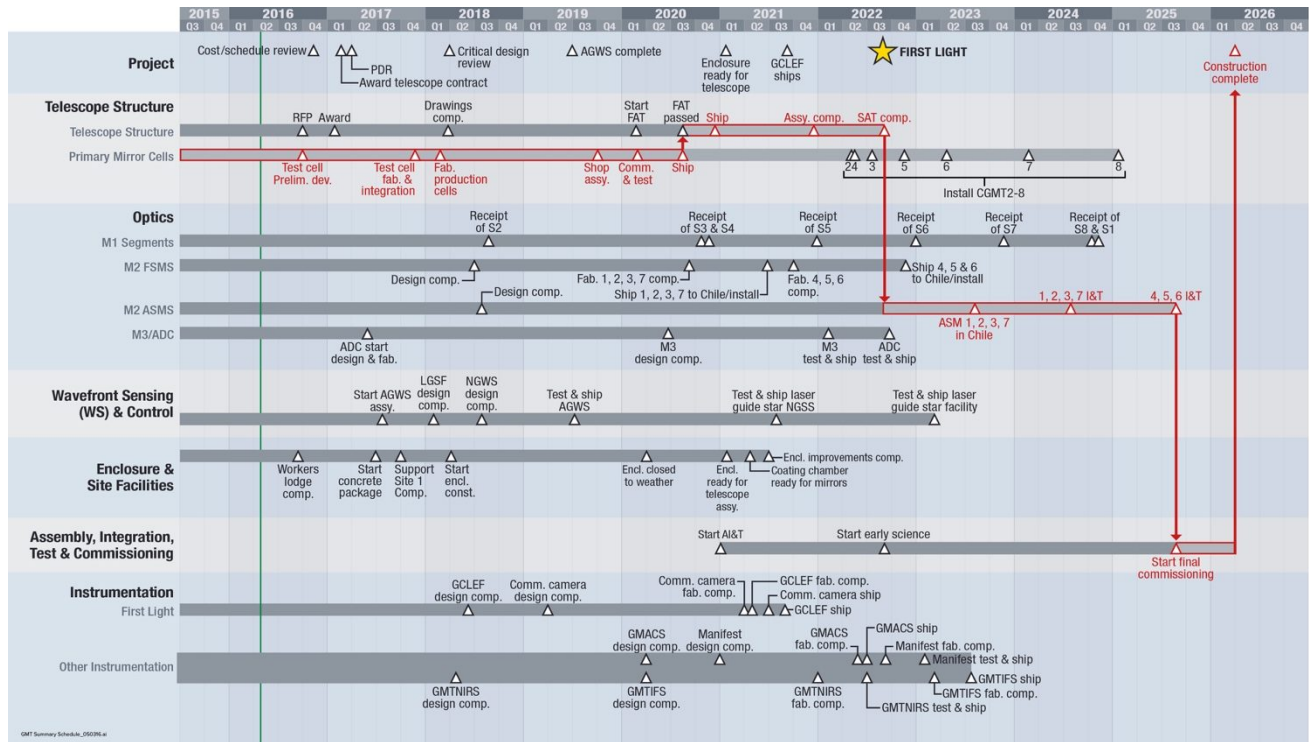 2015 2016 2017 2018 2019 2020 2021 2022 2023 2024 2025 2026
Q3 Q4 Q1 Q2 Q3 Q4 Q1 Q2 Q3 Q4 Q1 Q2 Q3 Q4 Q1 Q2 Q3 Q4 Q1 Q2 Q3 Q4 Q1 Q2 Q3 Q4 Q1 Q2 Q3 Q4 Q1 Q2 Q3 Q4 Q1 Q2 Q3 Q4 Q1 Q2 Q3 Q4 Q1 Q2 Q3 Q4
Project
Cost/schedule review
PDR
Award telescope contract
Critical design
review
AGWS complete
Enclosure
ready for
telescope
GCLEF
ships
FIRST LIGHT
Construction
complete
Telescope Structure
Telescope Structure
RFP Award
Drawings
comp.
Start
FAT
FAT
passed
Ship
Assy. comp.
SAT comp.
Primary Mirror Cells
Test cell
Prelim. dev.
Test cell
fab. &
integration
Fab.
production
cells
Shop
assy.
Comm.
& test
Ship
24 3 5 6 7 8
Install CGMT2-8
Optics
M1 Segments
Receipt
of S2
Receipt
of S3 & S4
Receipt
of S5
Receipt
of S6
Receipt
of S7
Receipt of
S8 & S1
M2 FSMS
Design comp.
Fab. 1, 2, 3, 7 comp.
Ship 1, 2, 3, 7 to Chile/install
Fab. 4, 5, 6
comp.
Ship 4, 5 & 6
to Chile/install
M2 ASMS
Design comp.
ASM 1, 2, 3, 7
in Chile
1, 2, 3, 7 I&T
4, 5, 6 I&T
M3/ADC
ADC start
design & fab.
M3
design comp.
M3
test & ship
ADC
test & ship
Wavefront Sensing
(WS) & Control
Start AGWS
assy.
LGSF
design
comp.
NGWS
design
comp.
Test & ship
AGWS
Test & ship laser
guide star NGSS
Test & ship laser
guide star facility
Enclosure &
Site Facilities
Workers
lodge
comp.
Start
concrete
package
Support
Site 1
Comp.
Start
encl.
const.
Encl. closed
to weather
Encl.
ready for
telescope
assy.
Encl. improvements comp.
Coating chamber
ready for mirrors
Assembly, Integration,
Test & Commissioning
Start AI&T
Start early science
Start final
commissioning
Instrumentation
First Light
GCLEF
design comp.
Comm. camera
design comp.
Comm. camera
fab. comp.
GCLEF fab. comp.
Comm. camera ship
GCLEF ship
Other Instrumentation
GMACS
design comp.
Manifest
design comp.
GMACS
fab. comp.
GMACS ship
Manifest fab. comp.
Manifest test & ship
GMTNIRS
design comp.
GMTIFS
design comp.
GMTNIRS
fab. comp.
GMTNIRS test & ship
GMTIFS fab. comp.
GMTIFS ship
GMT Summary Schedule_050316.ai